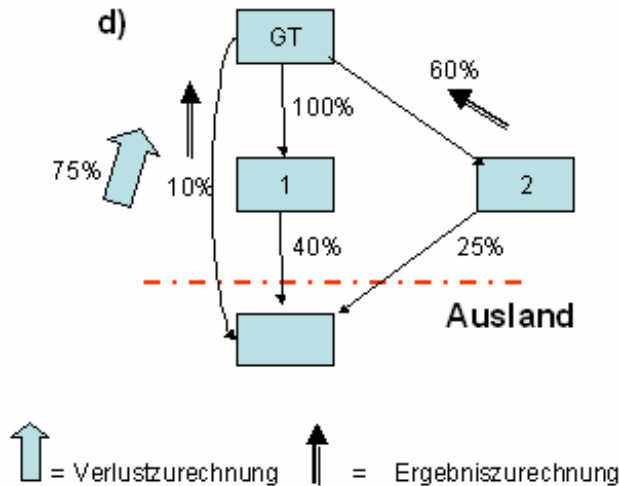 d)
GT
60%
100%
75%
10%
1
2
40%
25%
Ausland
= Verlustzurechnung
= Ergebniszurechnung